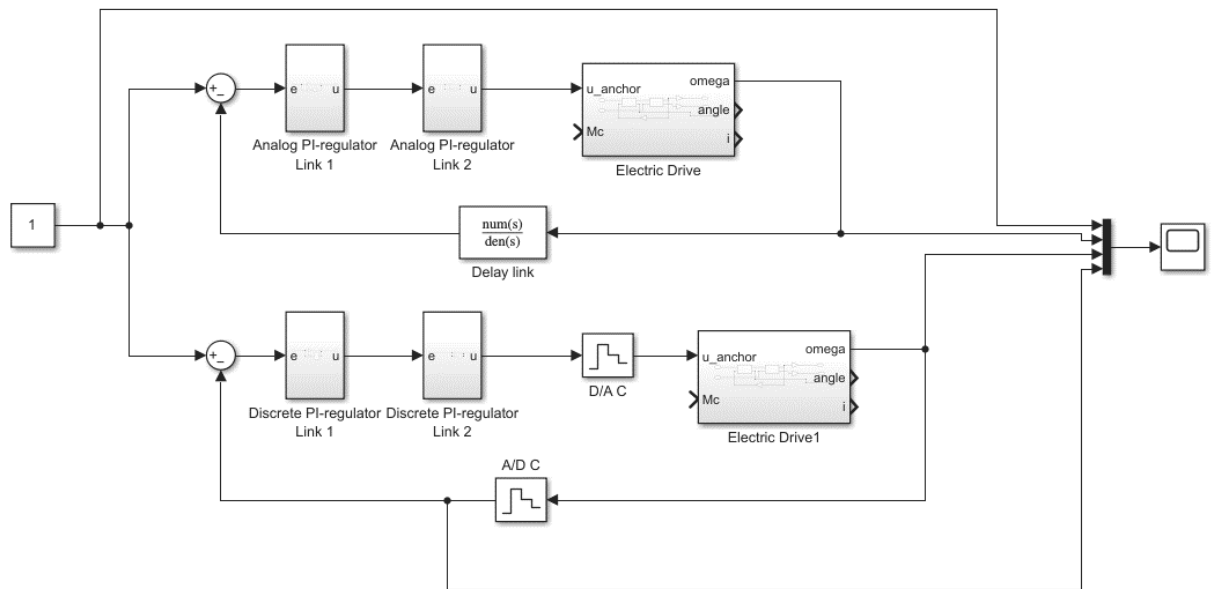 e u
Analog PI-regulator
Link 1
e u
Analog PI-regulator
Link 2
u_anchor
Mc
omega
angle
i
Electric Drive
1
num(s)
den(s)
Delay link
+
−
+
−
e u
Discrete PI-regulator
Link 1
e u
Discrete PI-regulator
Link 2
D/A C
u_anchor
Mc
omega
angle
i
Electric Drive1
A/D C